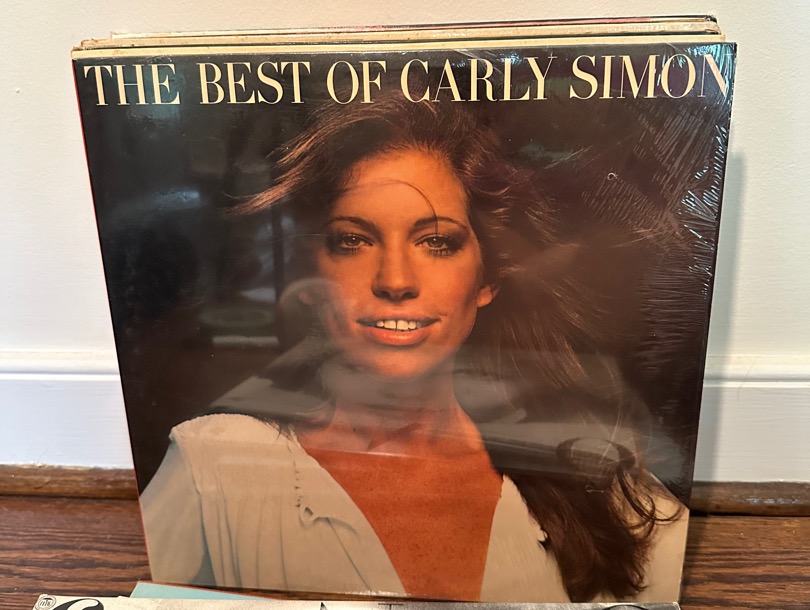 THE BEST OF CARLY SIMON